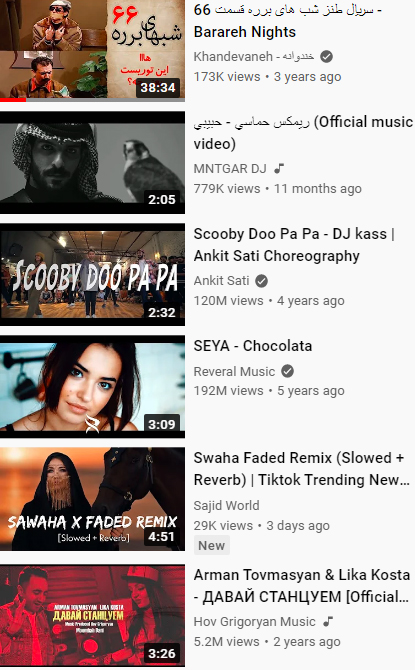 ۶۶
شبهای برره
هااا
این توریست
سریال طنز شب های برره قسمت 66 -
Barareh Nights
Khandevaneh - خندوانه
173K views • 3 years ago
38:34
ريمكس حماسي - حبيبي (Official music
video)
MNTGAR DJ
779K views • 11 months ago
2:05
SCOOBY DOO PA PA
Scooby Doo Pa Pa - DJ kass |
Ankit Sati Choreography
Ankit Sati
120M views • 4 years ago
2:32
SEYA - Chocolata
Reveral Music
192M views • 5 years ago
3:09
SAWAHA X FADED REMIX
[Slowed + Reverb]
4:51
Swaha Faded Remix (Slowed +
Reverb) | Tiktok Trending New...
Sajid World
29K views • 3 days ago
New
ARMAN TOVMASYAN LIKA KOSTA
ДАВАЙ СТАНЦУЕМ
Music Produced Hov Grigoryan Music
3:26
Arman Tovmasyan & Lika Kosta
- ДАВАЙ СТАНЦУЕМ [Official...
Hov Grigoryan Music
5.2M views • 2 years ago